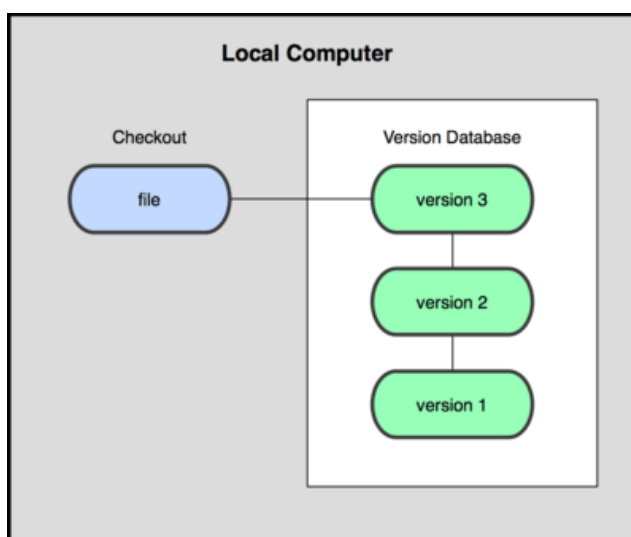 Local Computer
Checkout
Version Database
file
version 3
version 2
version 1